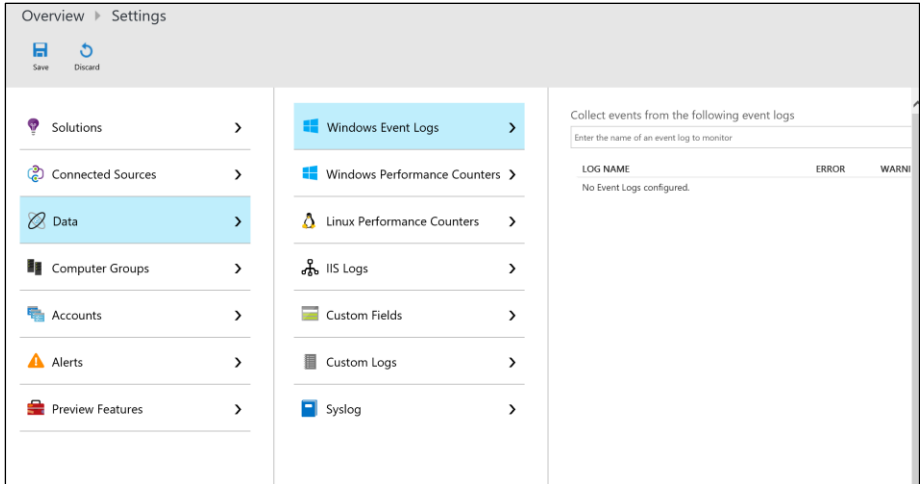 Overview Settings
Save Discard
Solutions
Connected Sources
Data
Computer Groups
Accounts
Alerts
Preview Features
Windows Event Logs
Windows Performance Counters
Linux Performance Counters
IIS Logs
Custom Fields
Custom Logs
Syslog
Collect events from the following event logs
Enter the name of an event log to monitor
LOG NAME ERROR WARNI
No Event Logs configured.